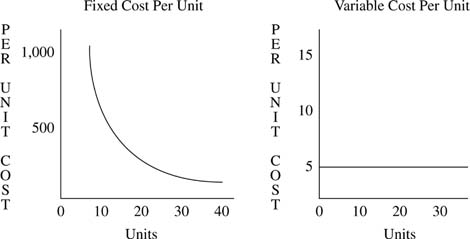 Fixed Cost Per Unit
PER UNIT COST
1,000
500
0 10 20 30 40
Units
Variable Cost Per Unit
PER UNIT COST
15
10
5
0 10 20 30
Units